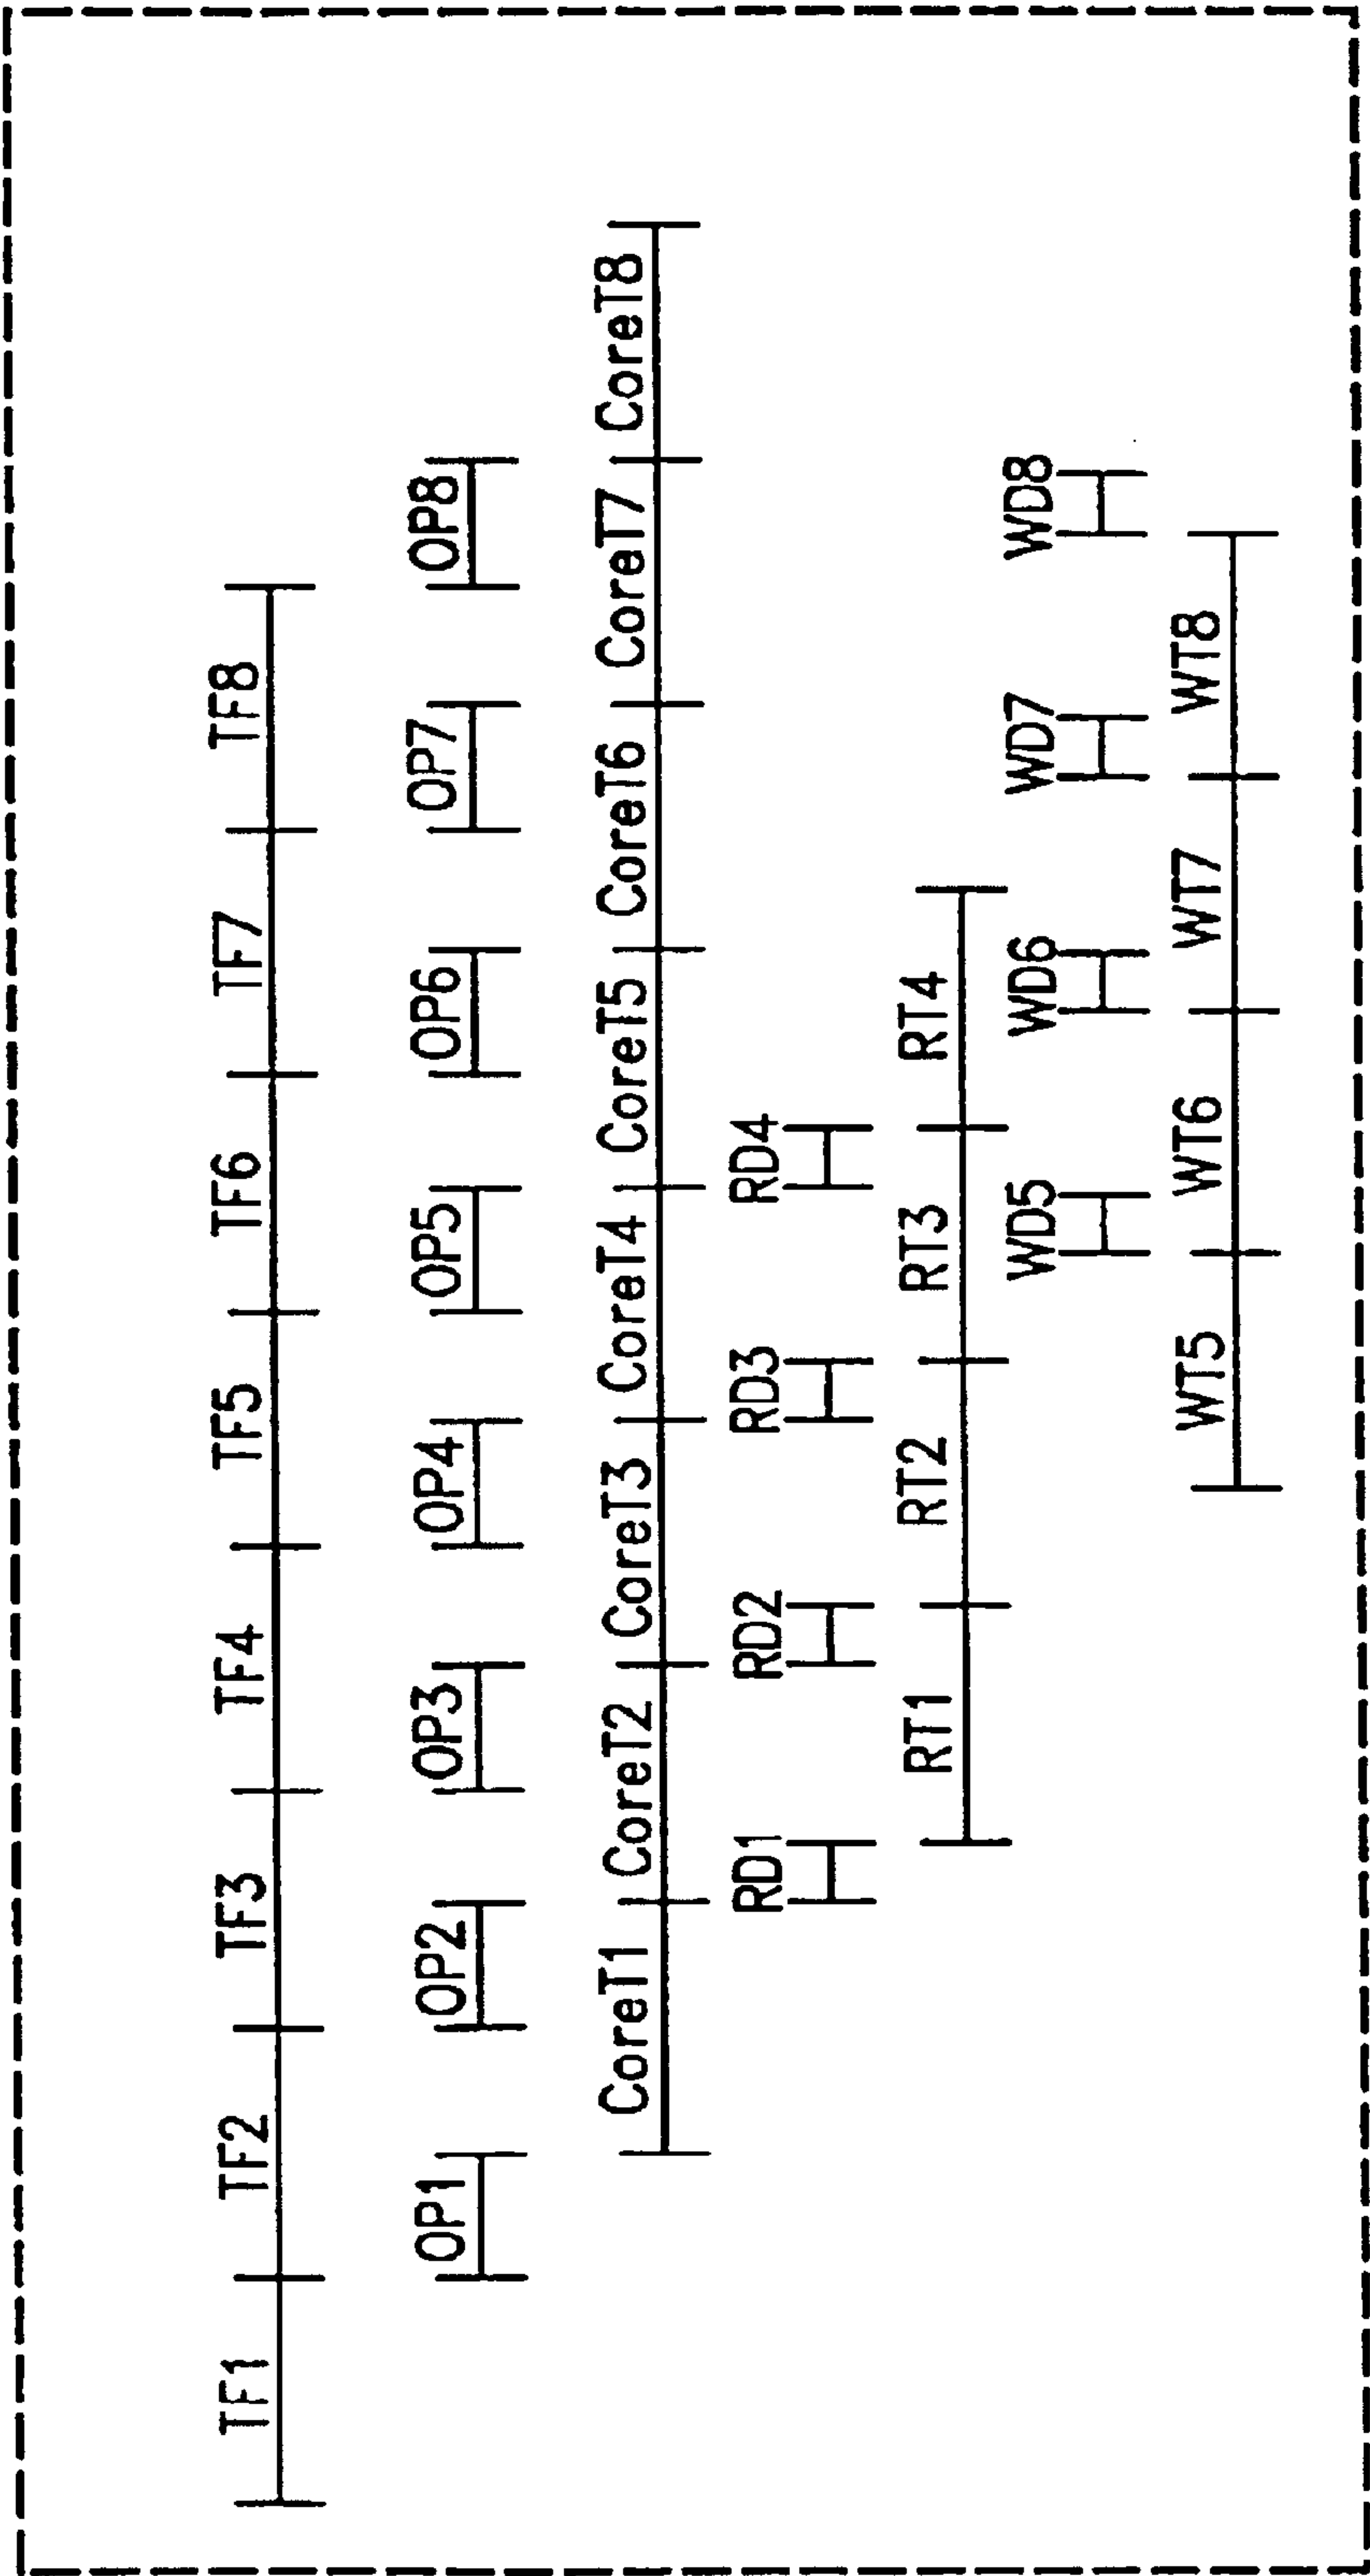 TF1 TF2 TF3 TF4 TF5 TF6 TF7 TF8
OP1 OP2 OP3 OP4 OP5 OP6 OP7 OP8
CoreT1 CoreT2 CoreT3 CoreT4 CoreT5 CoreT6 CoreT7 CoreT8
RD1 RD2 RD3 RD4
RT1 RT2 RT3 RT4
WD5 WD6 WD7 WD8
WT5 WT6 WT7 WT8